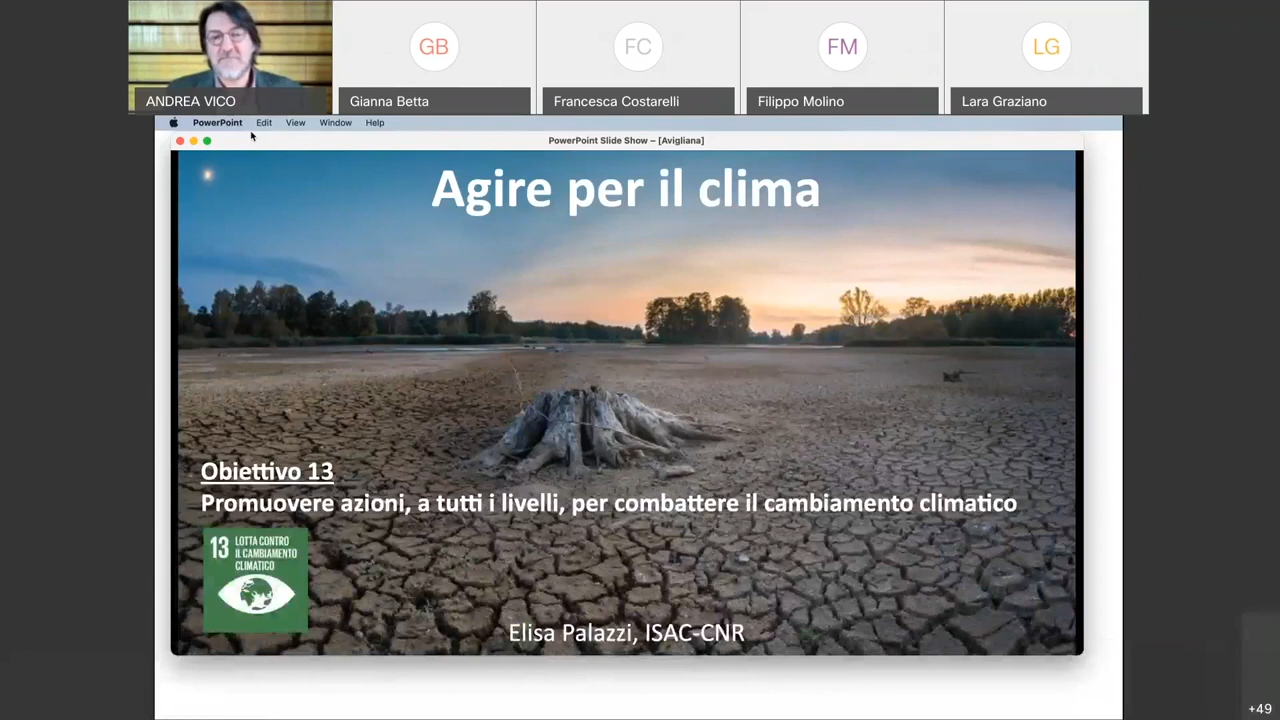 GB
FC
FM
LG
ANDREA VICO
Gianna Betta
Francesca Costarelli
Filippo Molino
Lara Graziano
PowerPoint Edit View Window Help
PowerPoint Slide Show – [Avigliana]
Agire per il clima
Obiettivo 13
Promuovere azioni, a tutti i livelli, per combattere il cambiamento climatico
13 LOTTA CONTRO
IL CAMBIAMENTO
CLIMATICO
Elisa Palazzi, ISAC-CNR
+49